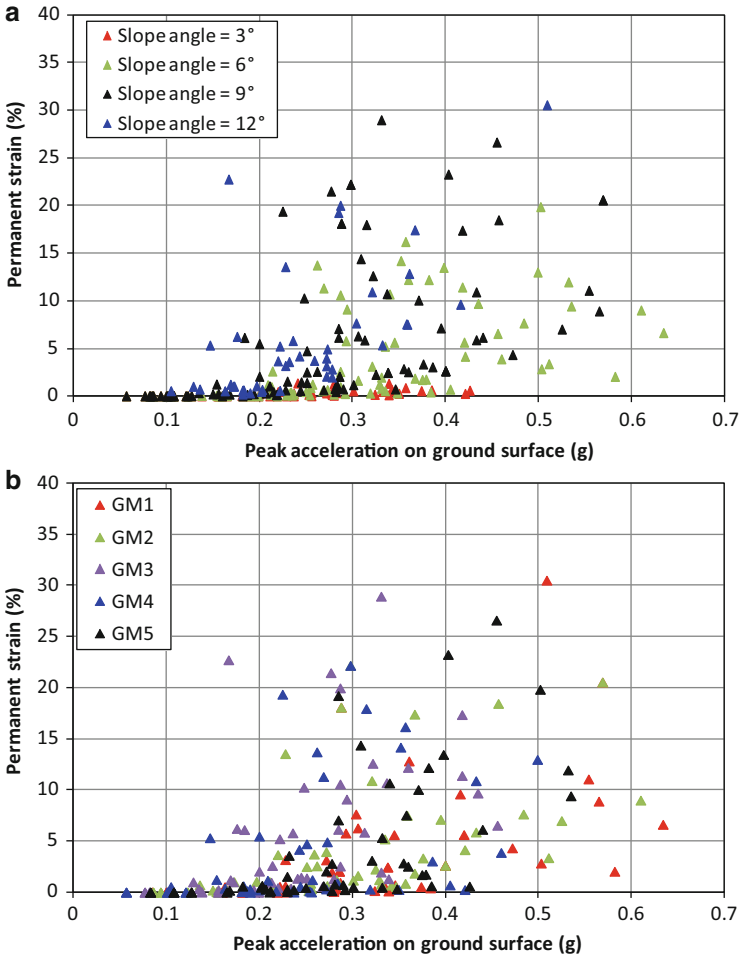 a
40
35
30
25
20
15
10
5
0
Permanent strain (%)
Slope angle = 3°
Slope angle = 6°
Slope angle = 9°
Slope angle = 12°
0 0.1 0.2 0.3 0.4 0.5 0.6 0.7
Peak acceleration on ground surface (g)
b
40
35
30
25
20
15
10
5
0
Permanent strain (%)
GM1
GM2
GM3
GM4
GM5
0 0.1 0.2 0.3 0.4 0.5 0.6 0.7
Peak acceleration on ground surface (g)